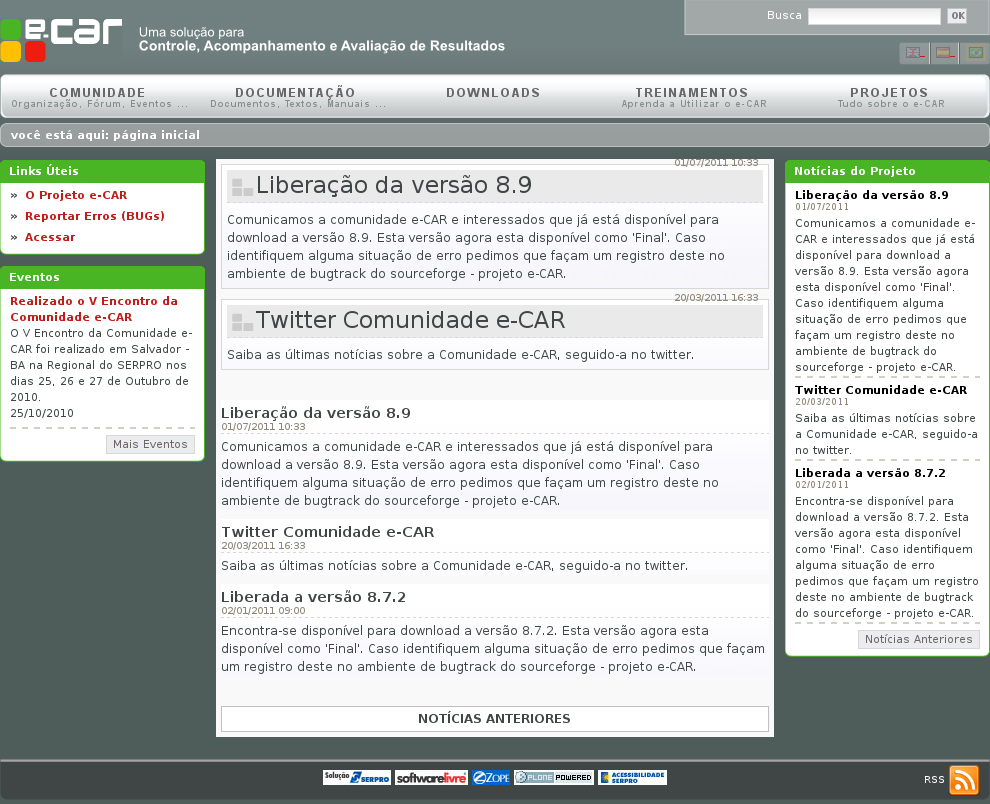 Busca
OK
e-car
Uma solução para
Controle, Acompanhamento e Avaliação de Resultados
COMUNIDADE
Organização, Fórum, Eventos ...
DOCUMENTAÇÃO
Documentos, Textos, Manuais ...
DOWNLOADS
TREINAMENTOS
Aprenda a Utilizar o e-CAR
PROJETOS
Tudo sobre o e-CAR
você está aqui: página inicial
Links Úteis
» O Projeto e-CAR
» Reportar Erros (BUGs)
» Acessar
Eventos
Realizado o V Encontro da
Comunidade e-CAR
O V Encontro da Comunidade e-
CAR foi realizado em Salvador -
BA na Regional do SERPRO nos
dias 25, 26 e 27 de Outubro de
2010.
25/10/2010
Mais Eventos
01/07/2011 10:33
Liberação da versão 8.9
Comunicamos a comunidade e-CAR e interessados que já está disponível para
download a versão 8.9. Esta versão agora esta disponível como 'Final'. Caso
identifiquem alguma situação de erro pedimos que façam um registro deste no
ambiente de bugtrack do sourceforge - projeto e-CAR.
20/03/2011 16:33
Twitter Comunidade e-CAR
Saiba as últimas notícias sobre a Comunidade e-CAR, seguido-a no twitter.
Liberação da versão 8.9
01/07/2011 10:33
Comunicamos a comunidade e-CAR e interessados que já está disponível para
download a versão 8.9. Esta versão agora esta disponível como 'Final'. Caso
identifiquem alguma situação de erro pedimos que façam um registro deste no
ambiente de bugtrack do sourceforge - projeto e-CAR.
Twitter Comunidade e-CAR
20/03/2011 16:33
Saiba as últimas notícias sobre a Comunidade e-CAR, seguido-a no twitter.
Liberada a versão 8.7.2
02/01/2011 09:00
Encontra-se disponível para download a versão 8.7.2. Esta versão agora esta
disponível como 'Final'. Caso identifiquem alguma situação de erro pedimos que façam
um registro deste no ambiente de bugtrack do sourceforge - projeto e-CAR.
NOTÍCIAS ANTERIORES
Notícias do Projeto
Liberação da versão 8.9
01/07/2011
Comunicamos a comunidade e-
CAR e interessados que já está
disponível para download a
versão 8.9. Esta versão agora
esta disponível como 'Final'.
Caso identifiquem alguma
situação de erro pedimos que
façam um registro deste no
ambiente de bugtrack do
sourceforge - projeto e-CAR.
Twitter Comunidade e-CAR
20/03/2011
Saiba as últimas notícias sobre
a Comunidade e-CAR, seguido-a
no twitter.
Liberada a versão 8.7.2
02/01/2011
Encontra-se disponível para
download a versão 8.7.2. Esta
versão agora esta disponível
como 'Final'. Caso identifiquem
alguma situação de erro
pedimos que façam um registro
deste no ambiente de bugtrack
do sourceforge - projeto e-CAR.
Notícias Anteriores
Solução SERPRO
softwarelivre
ZOPE
PLONE POWERED
ACESSIBILIDADE
SERPRO
RSS